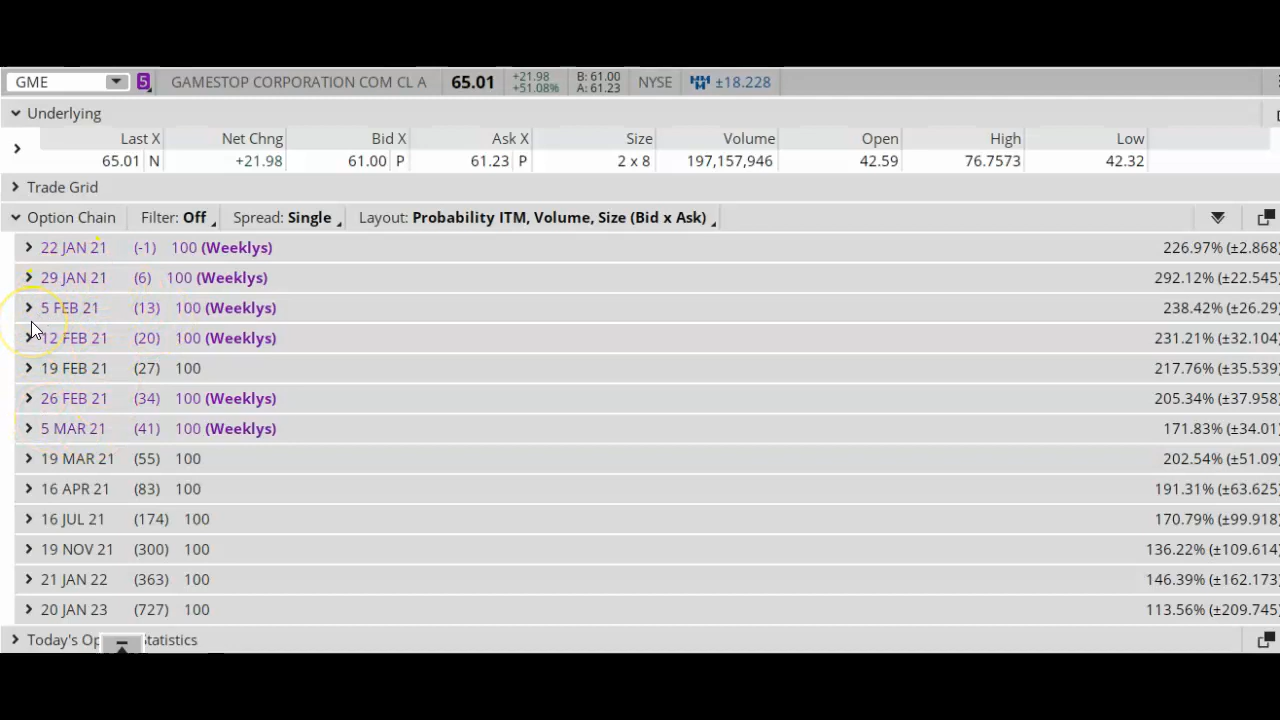 GME 5 GAMESTOP CORPORATION COM CL A 65.01 +21.98 +51.08% B: 61.00 A: 61.23 NYSE ±18.228
Underlying
Last X Net Chng Bid X Ask X Size Volume Open High Low
65.01 N +21.98 61.00 P 61.23 P 2 x 8 197,157,946 42.59 76.7573 42.32
Trade Grid
Option Chain Filter: Off Spread: Single Layout: Probability ITM, Volume, Size (Bid x Ask)
22 JAN 21 (-1) 100 (Weeklys) 226.97% (±2.868)
29 JAN 21 (6) 100 (Weeklys) 292.12% (±22.545)
5 FEB 21 (13) 100 (Weeklys) 238.42% (±26.29)
12 FEB 21 (20) 100 (Weeklys) 231.21% (±32.104)
19 FEB 21 (27) 100 217.76% (±35.539)
26 FEB 21 (34) 100 (Weeklys) 205.34% (±37.958)
5 MAR 21 (41) 100 (Weeklys) 171.83% (±34.01)
19 MAR 21 (55) 100 202.54% (±51.09)
16 APR 21 (83) 100 191.31% (±63.625)
16 JUL 21 (174) 100 170.79% (±99.918)
19 NOV 21 (300) 100 136.22% (±109.614)
21 JAN 22 (363) 100 146.39% (±162.173)
20 JAN 23 (727) 100 113.56% (±209.745)
Today's Op tatistics